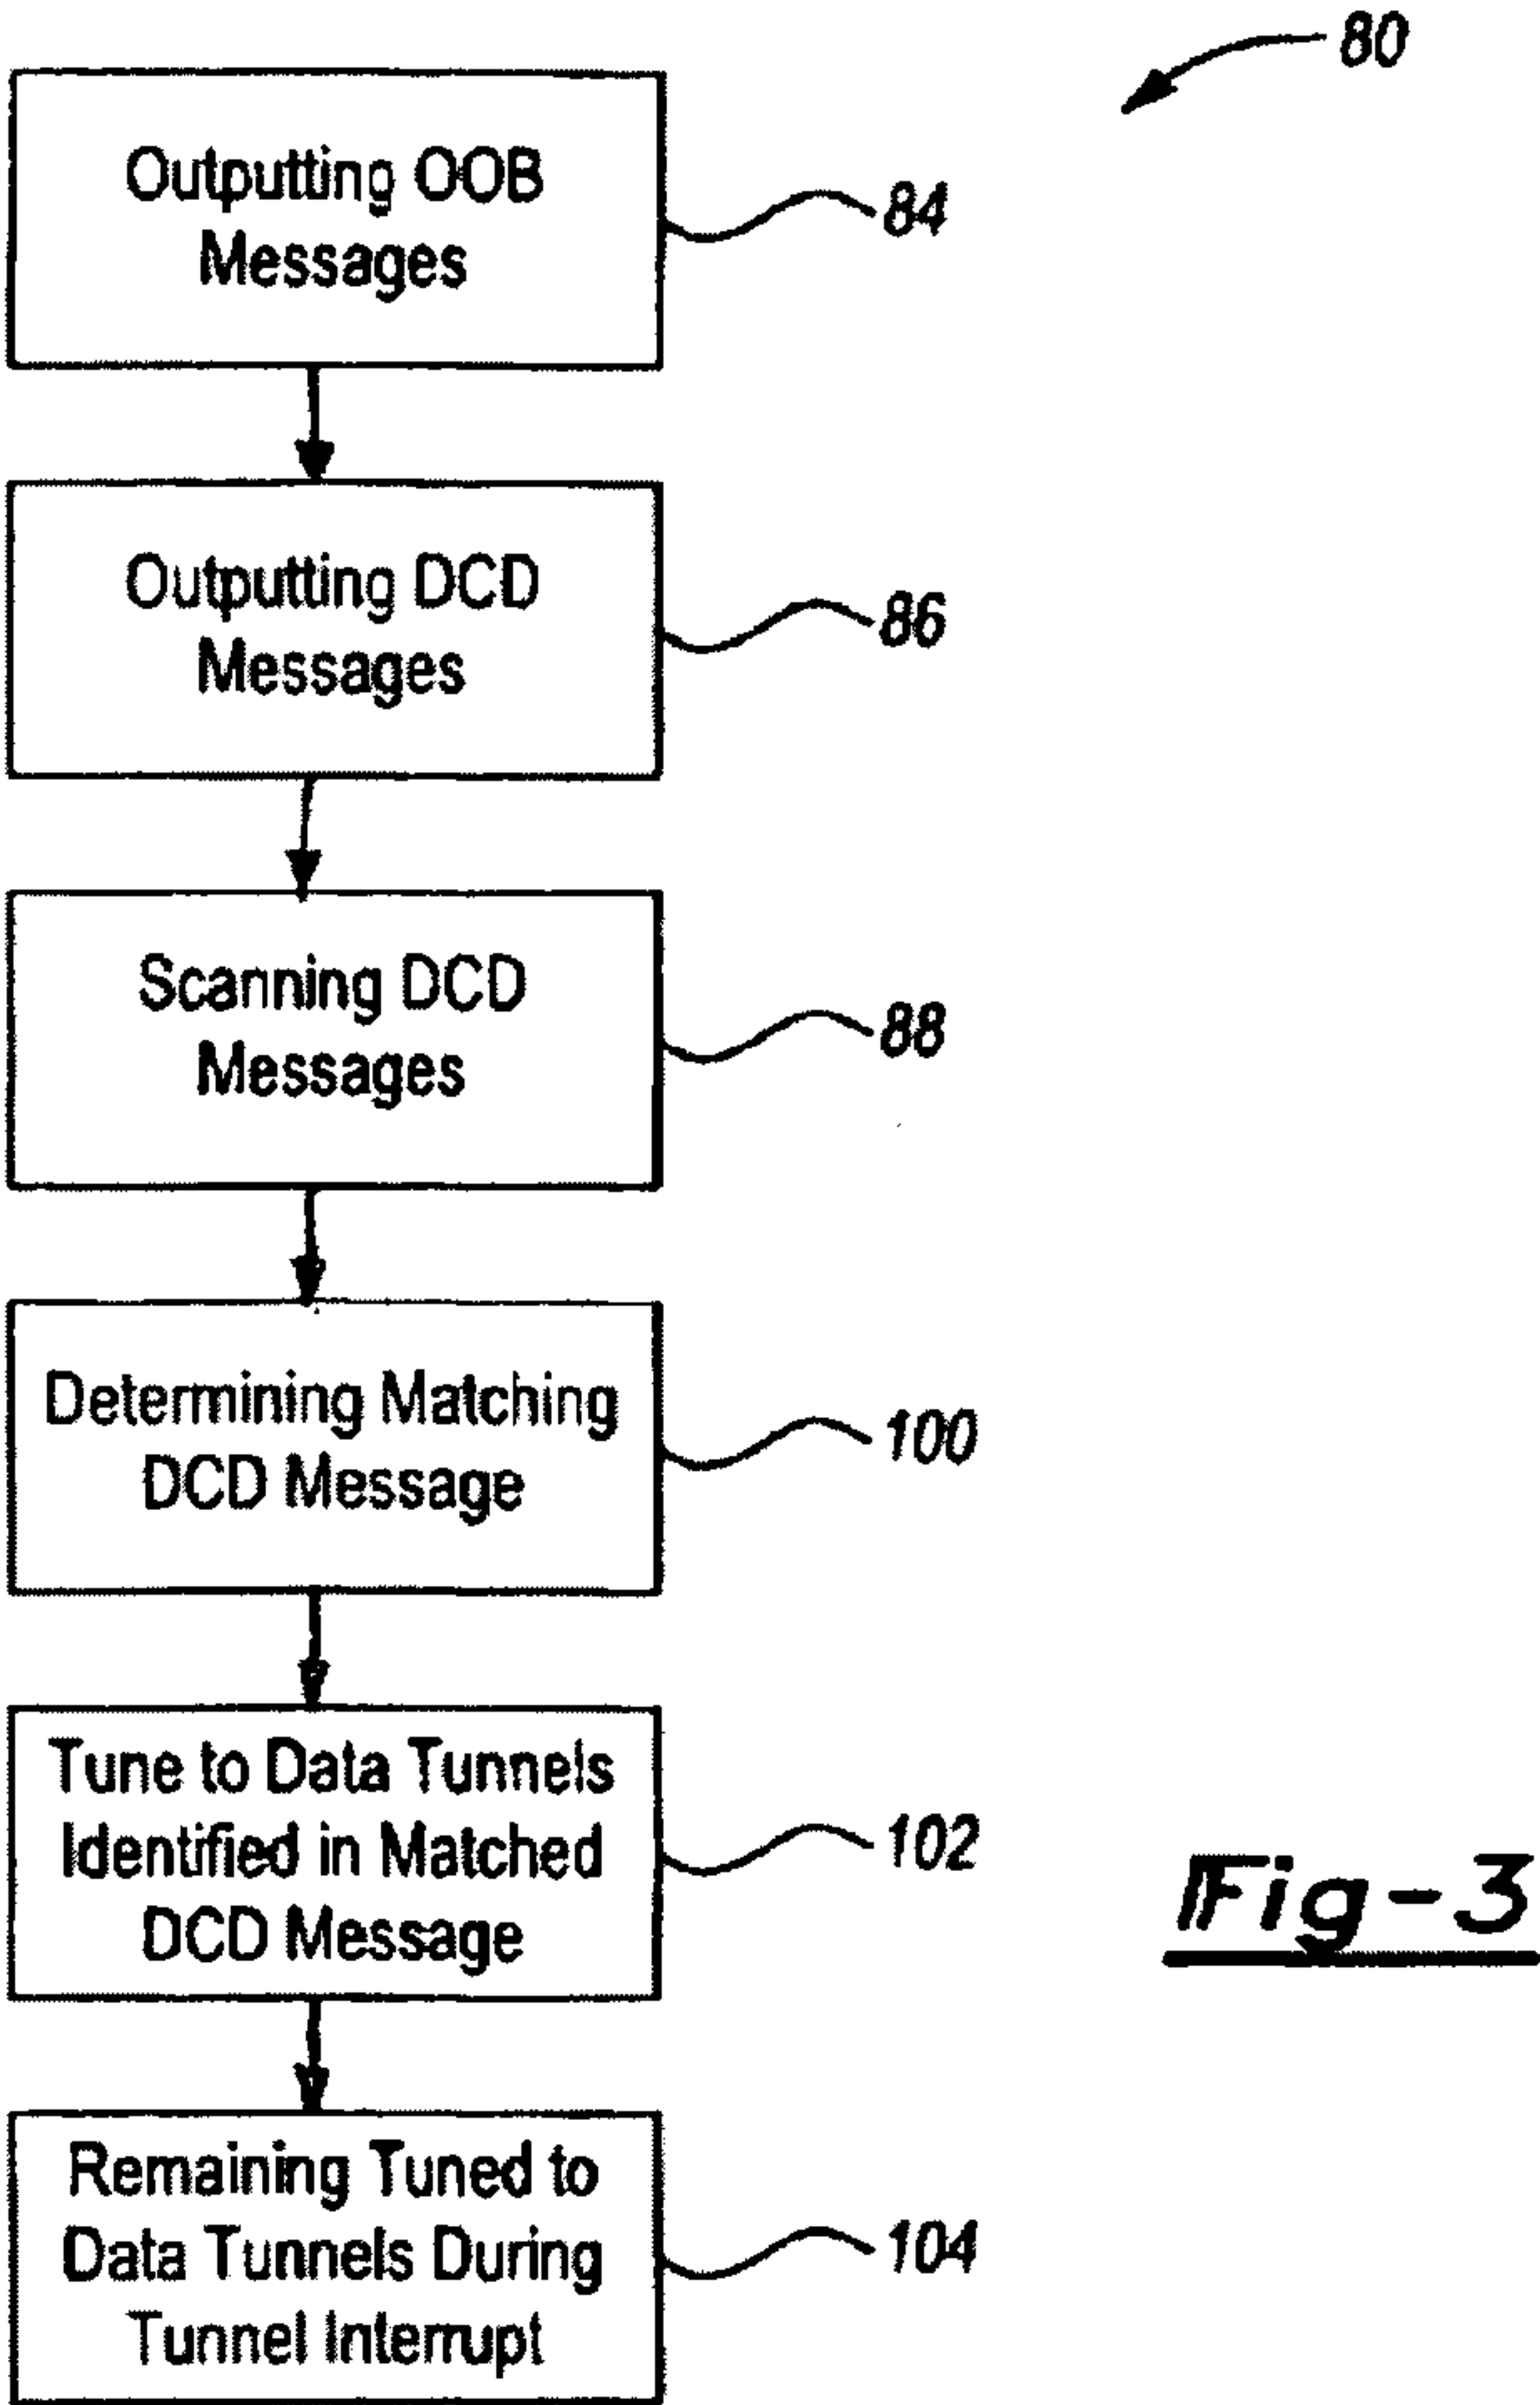 80
Outputting OOB
Messages
84
Outputting DCD
Messages
86
Scanning DCD
Messages
88
Determining Matching
DCD Message
100
Tune to Data Tunnels
Identified in Matched
DCD Message
102
Remaining Tuned to
Data Tunnels During
Tunnel Interrupt
104
Fig-3